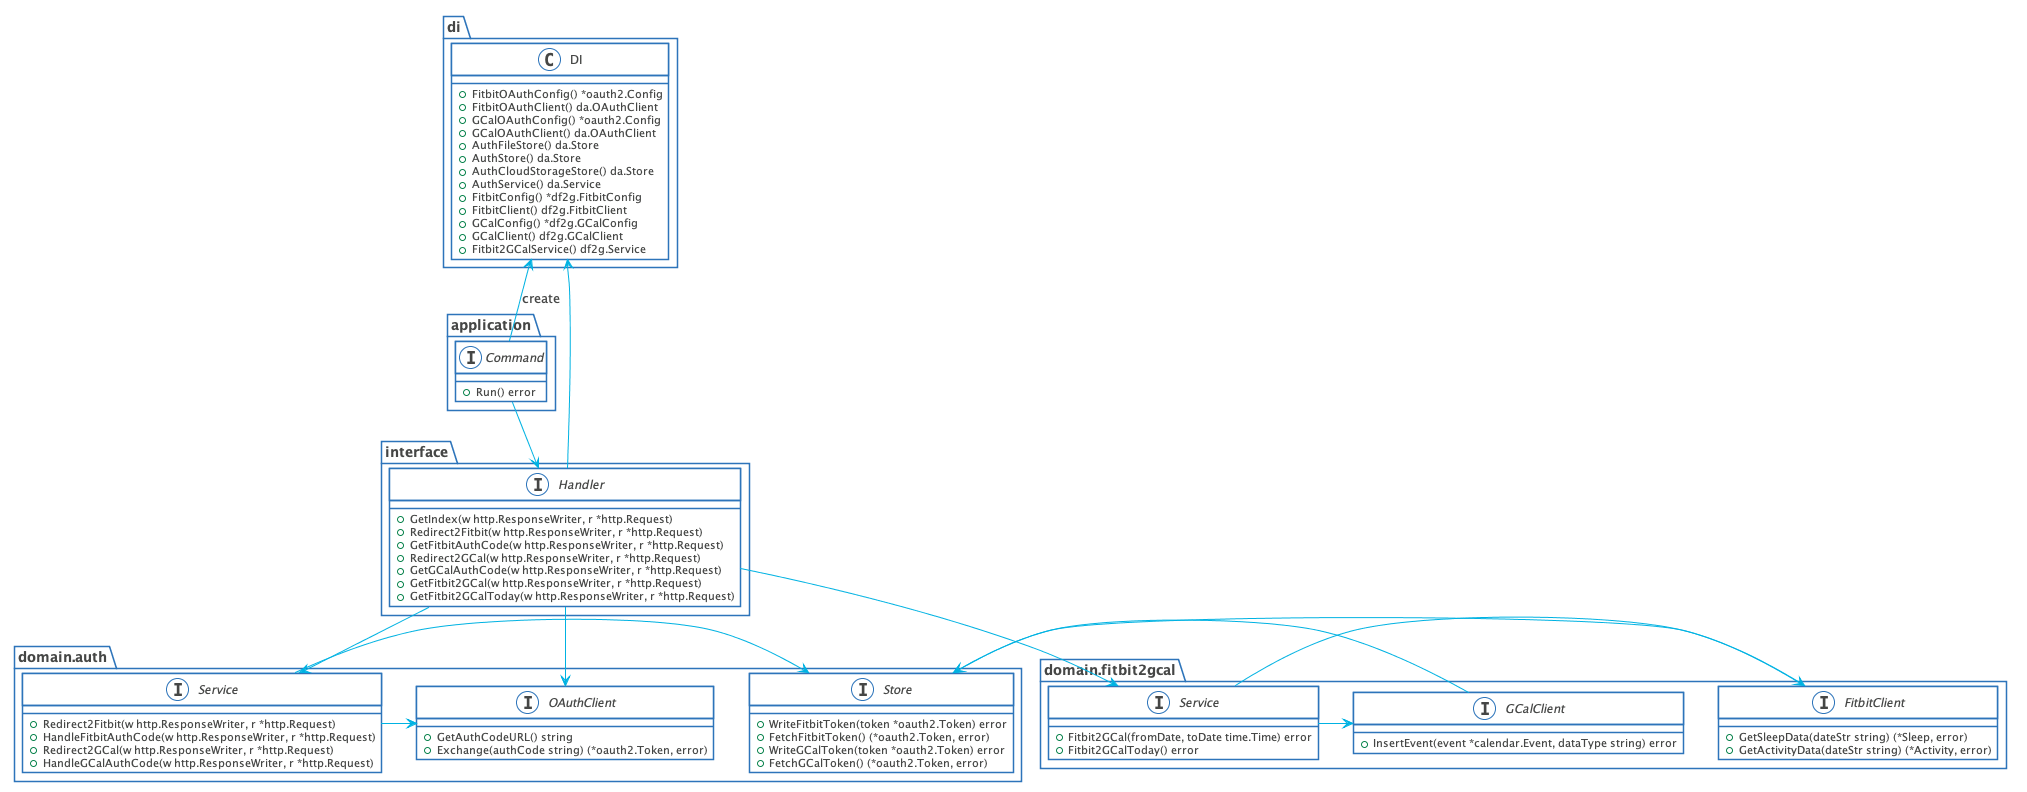 di
C DI
FitbitOAuthConfig() *oauth2.Config
FitbitOAuthClient() da.OAuthClient
GCalOAuthConfig() *oauth2.Config
GCalOAuthClient() da.OAuthClient
AuthFileStore() da.Store
AuthStore() da.Store
AuthCloudStorageStore() da.Store
AuthService() da.Service
FitbitConfig() *df2g.FitbitConfig
FitbitClient() df2g.FitbitClient
GCalConfig() *df2g.GCalConfig
GCalClient() df2g.GCalClient
Fitbit2GCalService() df2g.Service
create
application
I Command
Run() error
interface
I Handler
GetIndex(w http.ResponseWriter, r *http.Request)
Redirect2Fitbit(w http.ResponseWriter, r *http.Request)
GetFitbitAuthCode(w http.ResponseWriter, r *http.Request)
Redirect2GCal(w http.ResponseWriter, r *http.Request)
GetGCalAuthCode(w http.ResponseWriter, r *http.Request)
GetFitbit2GCal(w http.ResponseWriter, r *http.Request)
GetFitbit2GCalToday(w http.ResponseWriter, r *http.Request)
domain.auth
I Service
Redirect2Fitbit(w http.ResponseWriter, r *http.Request)
HandleFitbitAuthCode(w http.ResponseWriter, r *http.Request)
Redirect2GCal(w http.ResponseWriter, r *http.Request)
HandleGCalAuthCode(w http.ResponseWriter, r *http.Request)
I OAuthClient
GetAuthCodeURL() string
Exchange(authCode string) (*oauth2.Token, error)
I Store
WriteFitbitToken(token *oauth2.Token) error
FetchFitbitToken() (*oauth2.Token, error)
WriteGCalToken(token *oauth2.Token) error
FetchGCalToken() (*oauth2.Token, error)
domain.fitbit2gcal
I Service
Fitbit2GCal(fromDate, toDate time.Time) error
Fitbit2GCalToday() error
I GCalClient
InsertEvent(event *calendar.Event, dataType string) error
I FitbitClient
GetSleepData(dateStr string) (*Sleep, error)
GetActivityData(dateStr string) (*Activity, error)